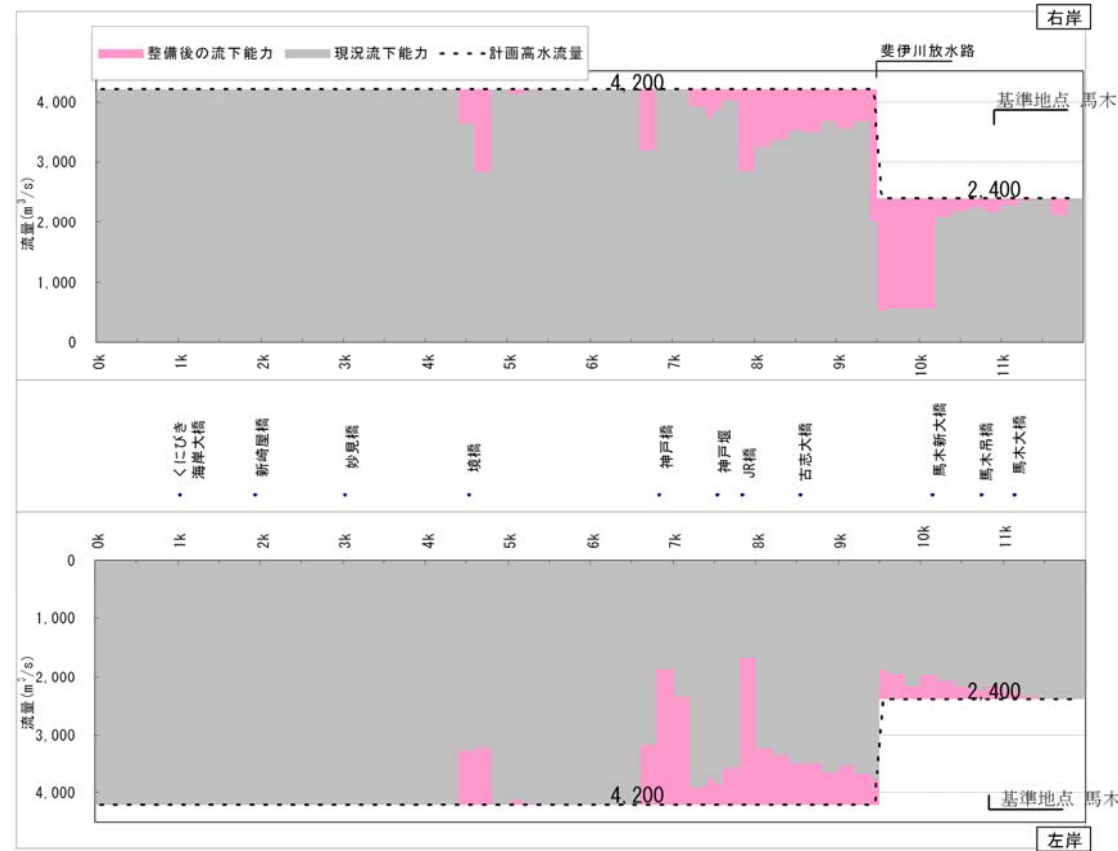 右岸
整備後の流下能力 現況流下能力 計画高水流量
斐伊川放水路
4,200
基準地点 馬木
2,400
流量(m³/s)
4,000
3,000
2,000
1,000
0
0k 1k 2k 3k 4k 5k 6k 7k 8k 9k 10k 11k
くにびき
海岸大橋
新崎屋橋
妙見橋
境橋
神戸橋
神戸堰
JR橋
古志大橋
馬木新大橋
馬木吊橋
馬木大橋
0k 1k 2k 3k 4k 5k 6k 7k 8k 9k 10k 11k
0
1,000
2,000
3,000
4,000
流量(m³/s)
2,400
4,200
基準地点 馬木
左岸